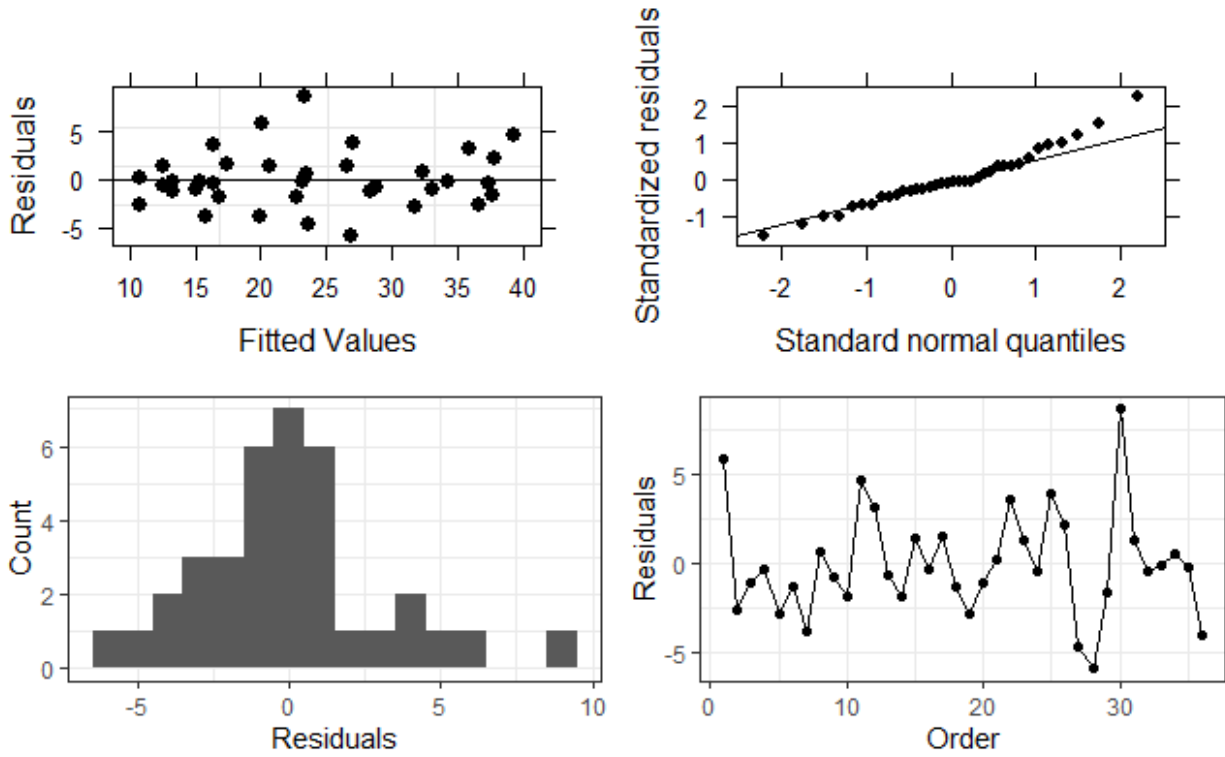 Residuals
5
0
-5
10 15 20 25 30 35 40
Fitted Values
Standardized residuals
2
1
0
-1
-2 -1 0 1 2
Standard normal quantiles
Count
6
4
2
0
-5 0 5 10
Residuals
Residuals
5
0
-5
0 10 20 30
Order